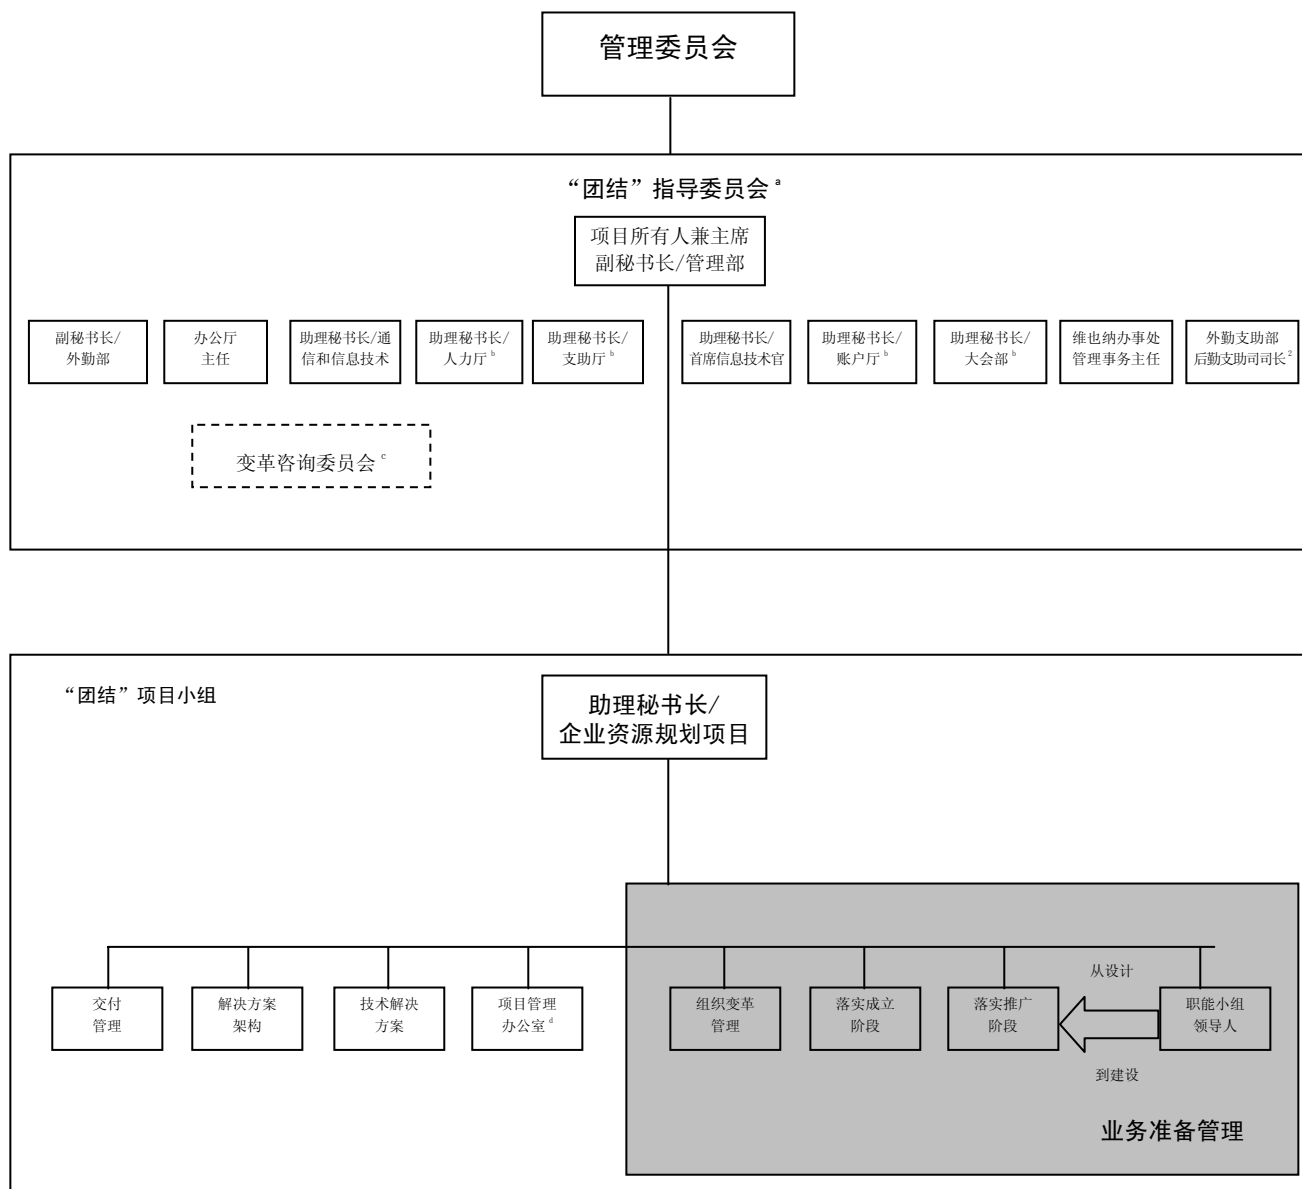 管理委员会
“团结”指导委员会 a
项目所有人兼主席
副秘书长/管理部
副秘书长/
外勤部
办公厅
主任
助理秘书长/通
信和信息技术
助理秘书长/
人力厅 b
助理秘书长/
支助厅 b
助理秘书长/
首席信息技术官
助理秘书长/
账户厅 b
助理秘书长/
大会部 b
维也纳办事处
管理事务主任
外勤支助部
后勤支助司司长 2
变革咨询委员会 c
“团结”项目小组
助理秘书长/
企业资源规划项目
交付
管理
解决方案
架构
技术解决
方案
项目管理
办公室 d
组织变革
管理
落实成立
阶段
落实推广
阶段
从设计
到建设
职能小组
领导人
业务准备管理